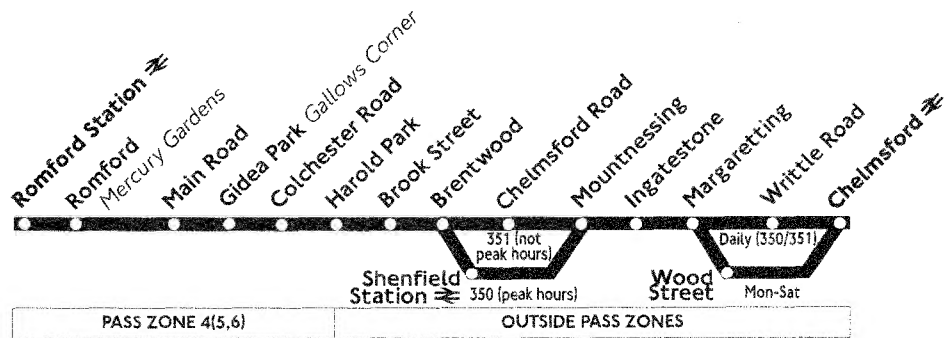 Romford Station
Romford
Mercury Gardens
Main Road
Gidea Park Gallows Corner
Colchester Road
Harold Park
Brook Street
Brentwood
Chelmsford Road
Mountnessing
Ingatestone
Margaretting
Writtle Road
Chelmsford
351 (not
peak hours)
Daily (350/351)
Shenfield
Station
350 (peak hours)
Wood
Street
Mon-Sat
PASS ZONE 4(5,6)
OUTSIDE PASS ZONES